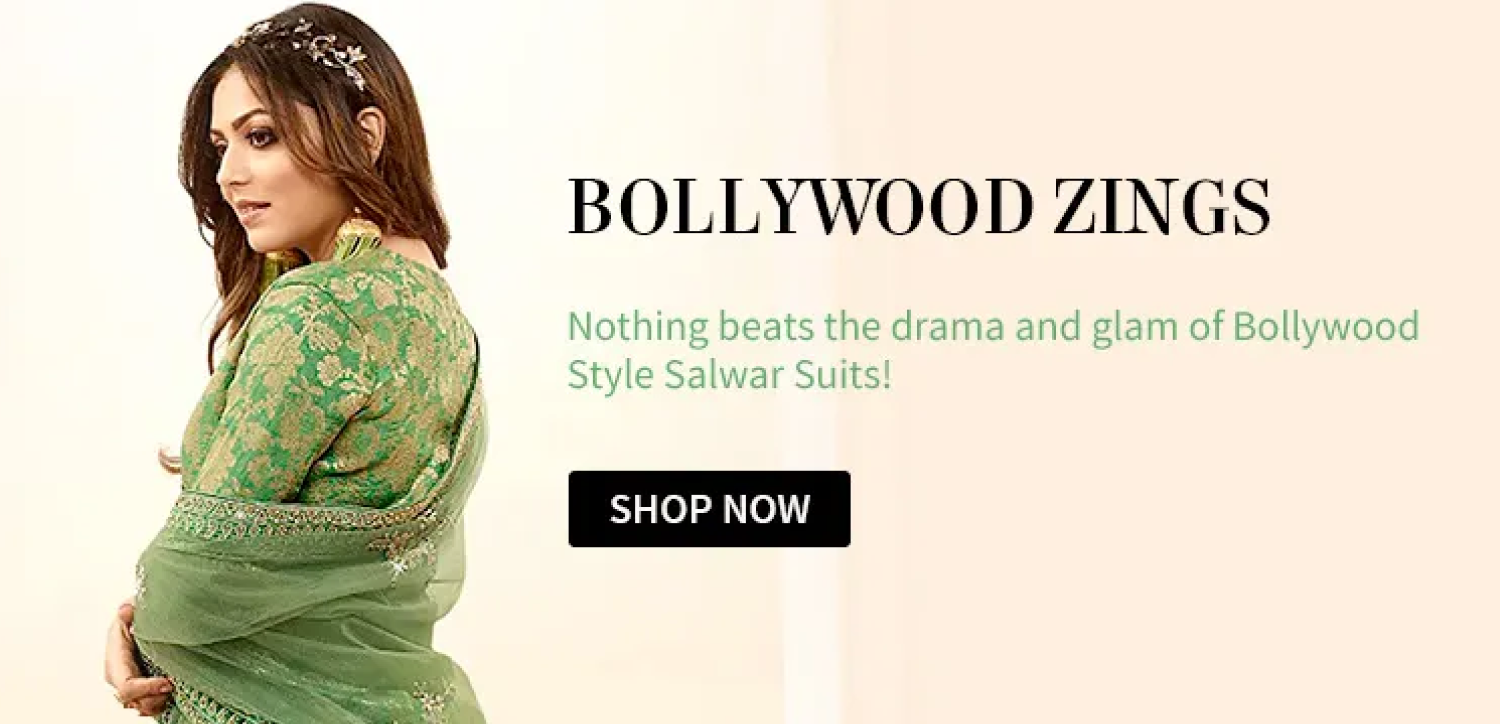 BOLLYWOOD ZINGS
Nothing beats the drama and glam of Bollywood
Style Salwar Suits!
SHOP NOW